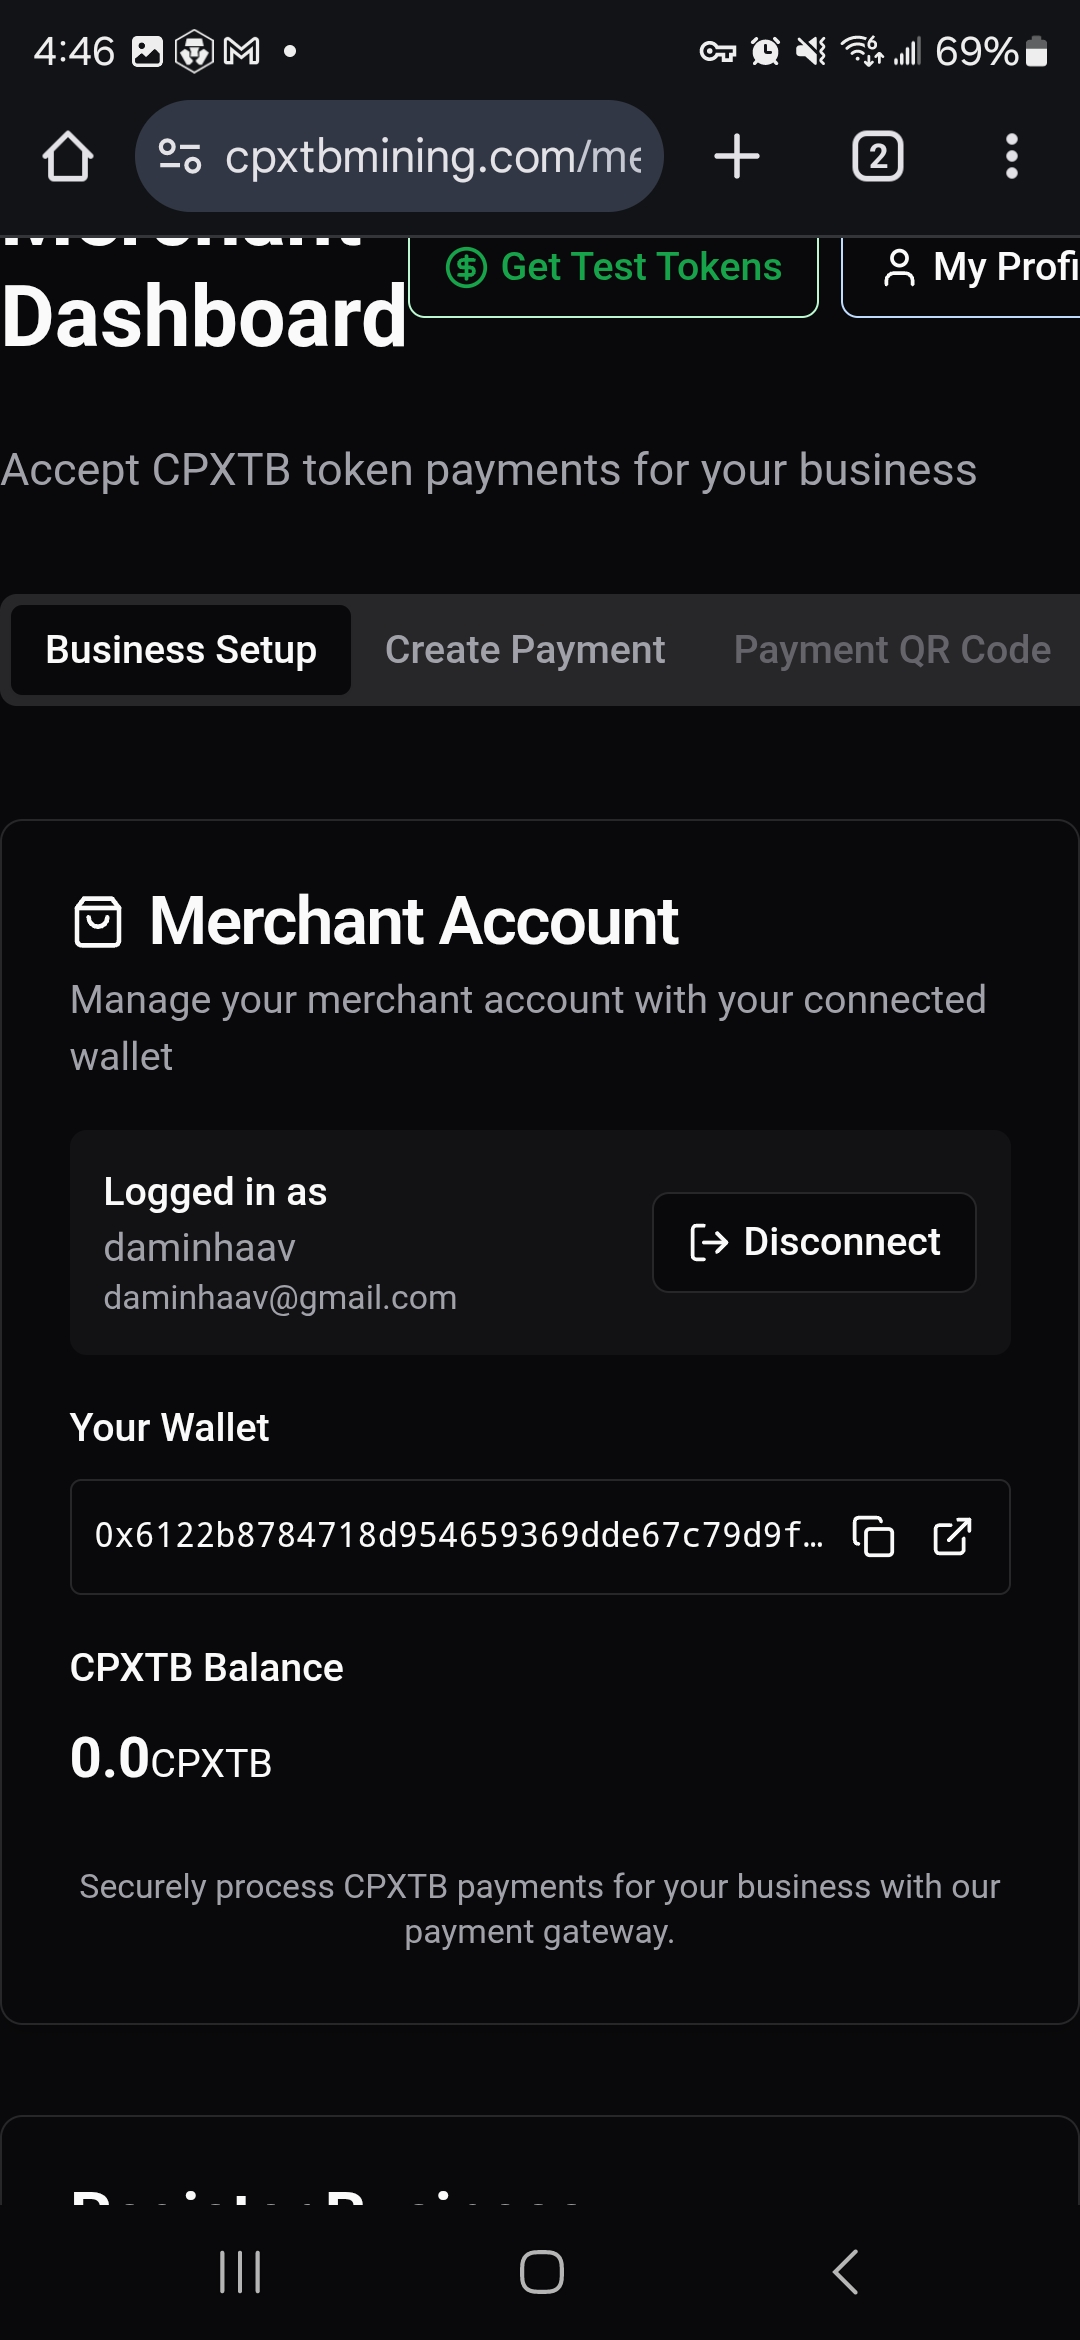 4:46
69%
cpxtbmining.com/me
2
Merchant
Dashboard
Get Test Tokens
My Profi
Accept CPXTB token payments for your business
Business Setup
Create Payment
Payment QR Code
Merchant Account
Manage your merchant account with your connected
wallet
Logged in as
daminhaav
daminhaav@gmail.com
Disconnect
Your Wallet
0x6122b8784718d954659369dde67c79d9f…
CPXTB Balance
0.0CPXTB
Securely process CPXTB payments for your business with our
payment gateway.
Register Business